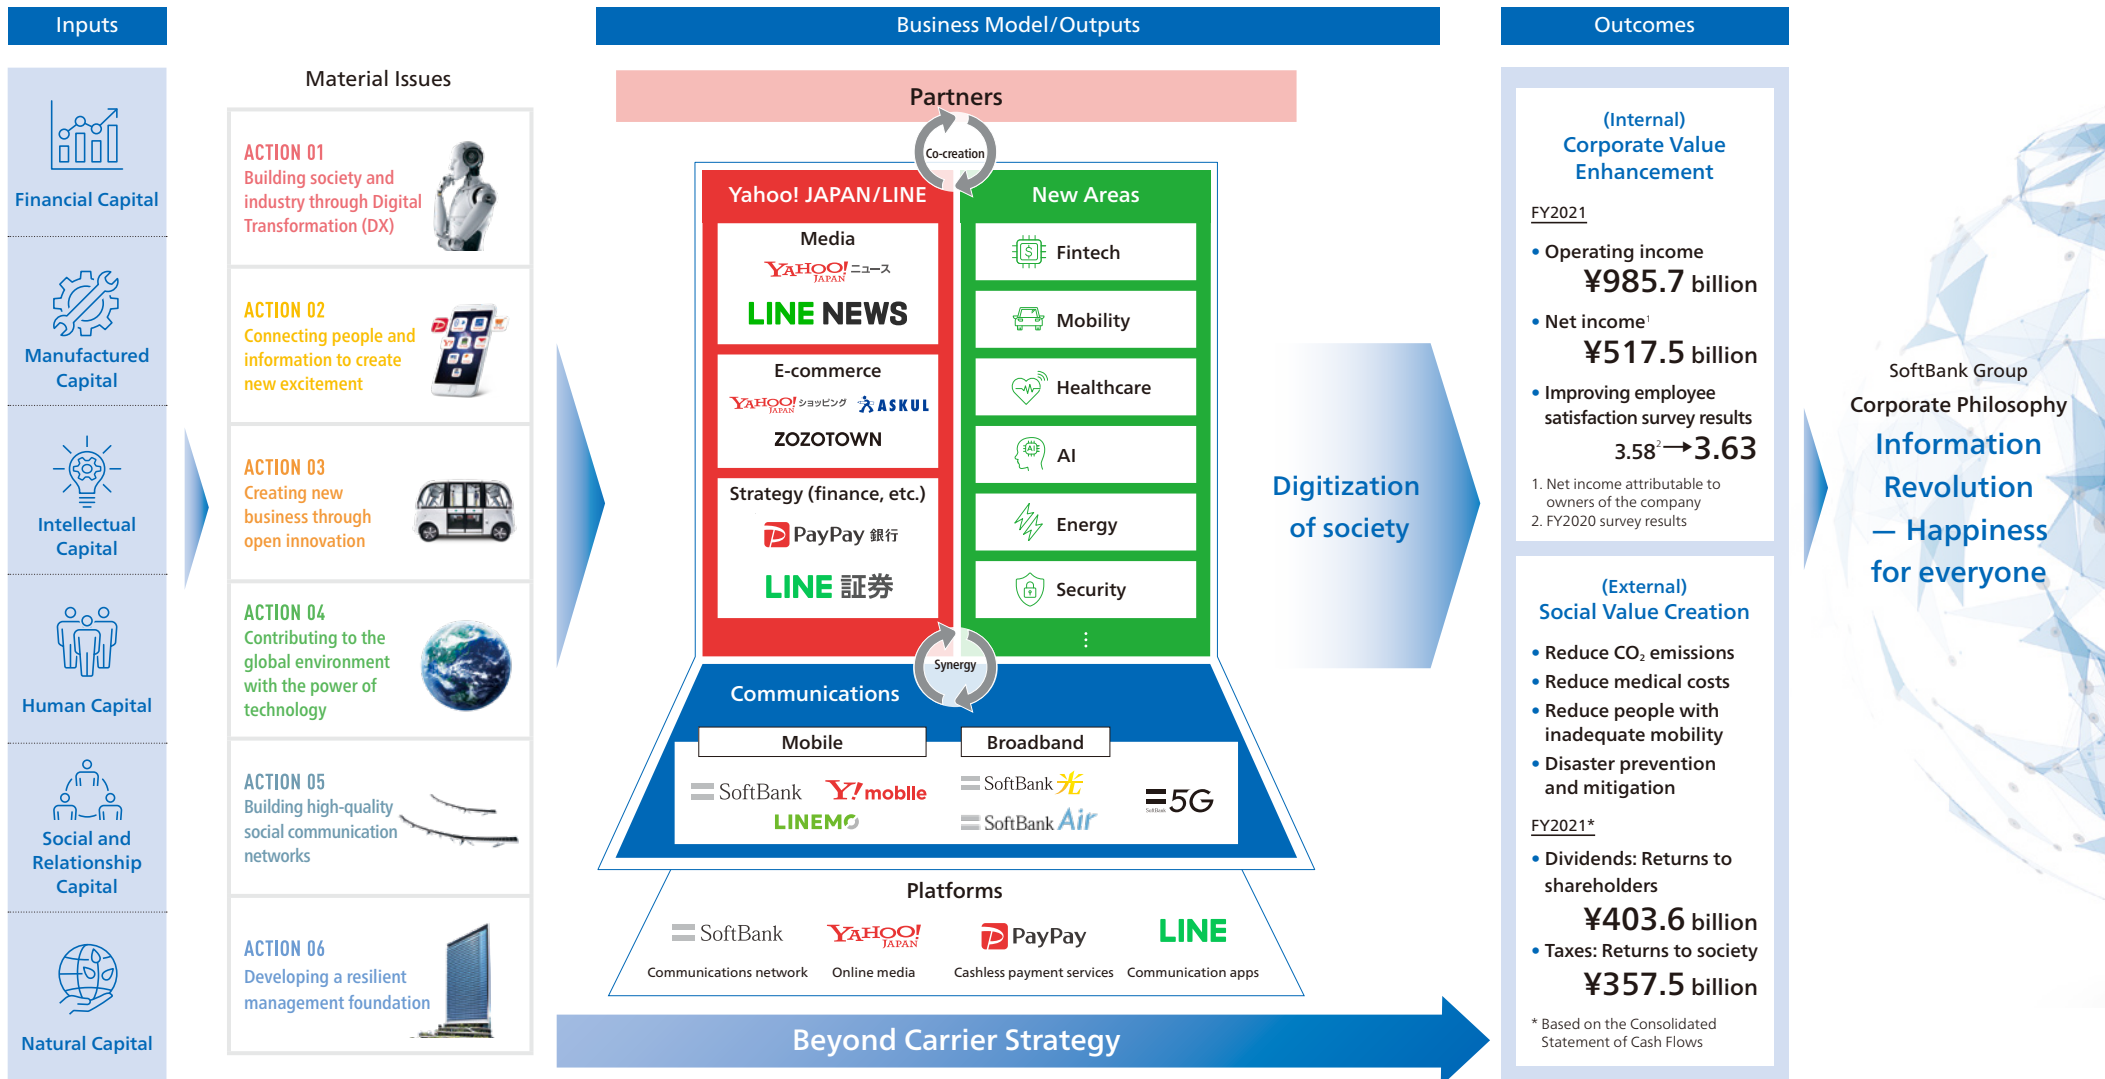 Inputs
Financial Capital
Manufactured
Capital
Intellectual
Capital
Human Capital
Social and
Relationship
Capital
Natural Capital
Material Issues
ACTION 01
Building society and
industry through Digital
Transformation (DX)
ACTION 02
Connecting people and
information to create
new excitement
ACTION 03
Creating new
business through
open innovation
ACTION 04
Contributing to the
global environment
with the power of
technology
ACTION 05
Building high-quality
social communication
networks
ACTION 06
Developing a resilient
management foundation
Business Model/Outputs
Partners
Co-creation
Yahoo! JAPAN/LINE
Media
YAHOO! JAPAN ニュース
LINE NEWS
E-commerce
YAHOO! JAPAN ショッピング ASKUL
ZOZOTOWN
Strategy (finance, etc.)
PayPay 銀行
LINE 証券
New Areas
Fintech
Mobility
Healthcare
AI
AI
Energy
Security
⋮
Synergy
Communications
Mobile
SoftBank Y! mobile
LINEMO
Broadband
SoftBank 光
SoftBank Air
SoftBank 5G
Platforms
SoftBank
Communications network
YAHOO! JAPAN
Online media
PayPay
Cashless payment services
LINE
Communication apps
Beyond Carrier Strategy
Digitization
of society
Outcomes
(Internal)
Corporate Value
Enhancement
FY2021
• Operating income
¥985.7 billion
• Net income1
¥517.5 billion
• Improving employee
satisfaction survey results
3.582→3.63
1. Net income attributable to
owners of the company
2. FY2020 survey results
(External)
Social Value Creation
• Reduce CO2 emissions
• Reduce medical costs
• Reduce people with
inadequate mobility
• Disaster prevention
and mitigation
FY2021*
• Dividends: Returns to
shareholders
¥403.6 billion
• Taxes: Returns to society
¥357.5 billion
* Based on the Consolidated
Statement of Cash Flows
SoftBank Group
Corporate Philosophy
Information
Revolution
— Happiness
for everyone